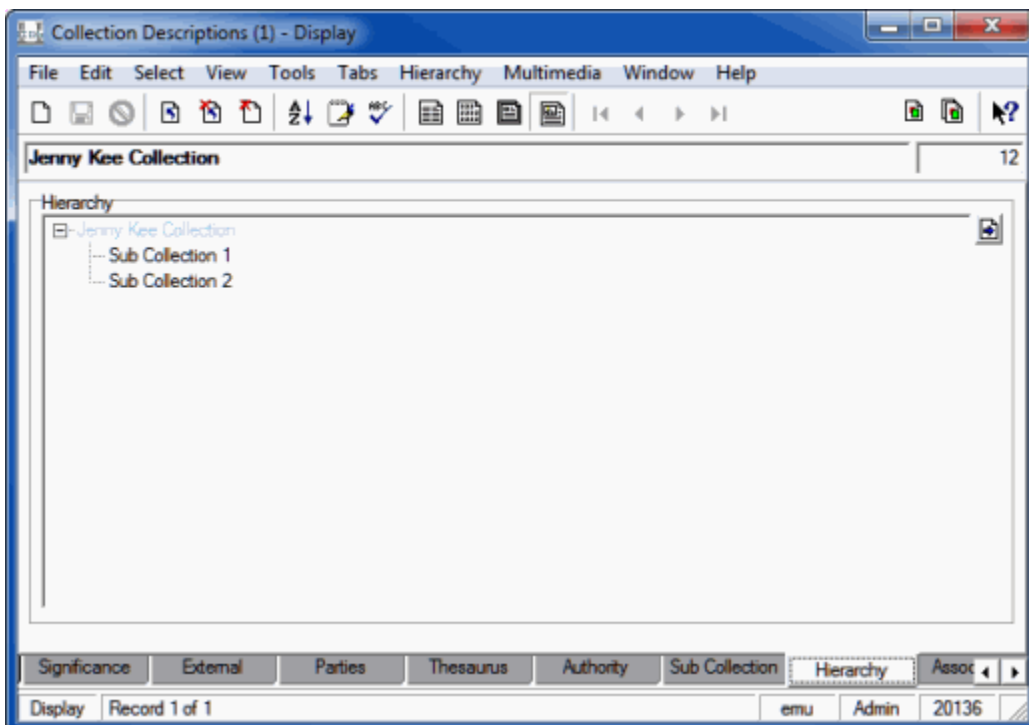 Collection Descriptions (1) - Display
File Edit Select View Tools Tabs Hierarchy Multimedia Window Help
Jenny Kee Collection 12
Hierarchy
Jenny Kee Collection
Sub Collection 1
Sub Collection 2
Significance External Parties Thesaurus Authority Sub Collection Hierarchy Assoc
Display Record 1 of 1 emu Admin 20136